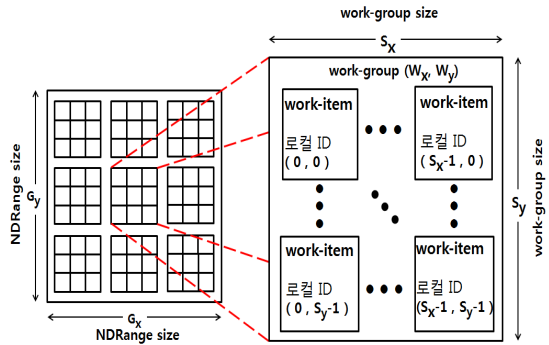 work-group size
Sx
work-group (Wx, Wy)
work-item
로컬 ID
(0, 0)
work-item
로컬 ID
(Sx-1, 0)
work-item
로컬 ID
(0, Sy-1)
work-item
로컬 ID
(Sx-1, Sy-1)
Sy
work-group size
NDRange size
Gy
Gx
NDRange size